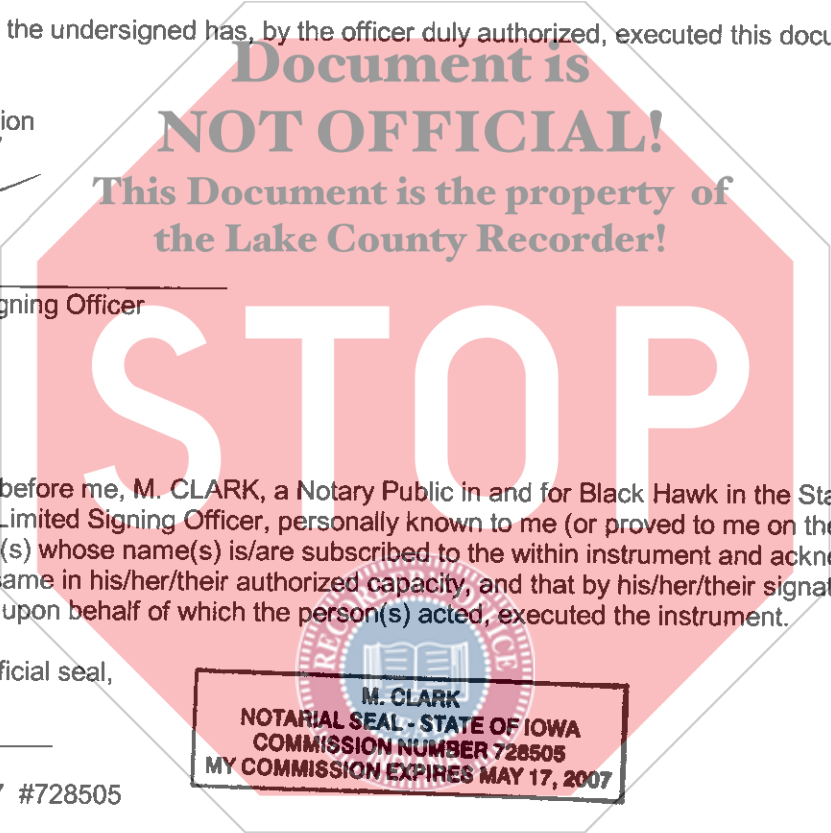 the undersigned has, by the officer duly authorized, executed this docu
Document is
ion
NOT OFFICIAL!
This Document is the property of
the Lake County Recorder!
gning Officer
STOP
before me, M. CLARK, a Notary Public in and for Black Hawk in the Sta
Limited Signing Officer, personally known to me (or proved to me on the
(s) whose name(s) is/are subscribed to the within instrument and ackno
same in his/her/their authorized capacity, and that by his/her/their signat
upon behalf of which the person(s) acted, executed the instrument.
ficial seal,
M. CLARK
NOTARIAL SEAL - STATE OF IOWA
COMMISSION NUMBER 728505
MY COMMISSION EXPIRES MAY 17, 2007
#728505